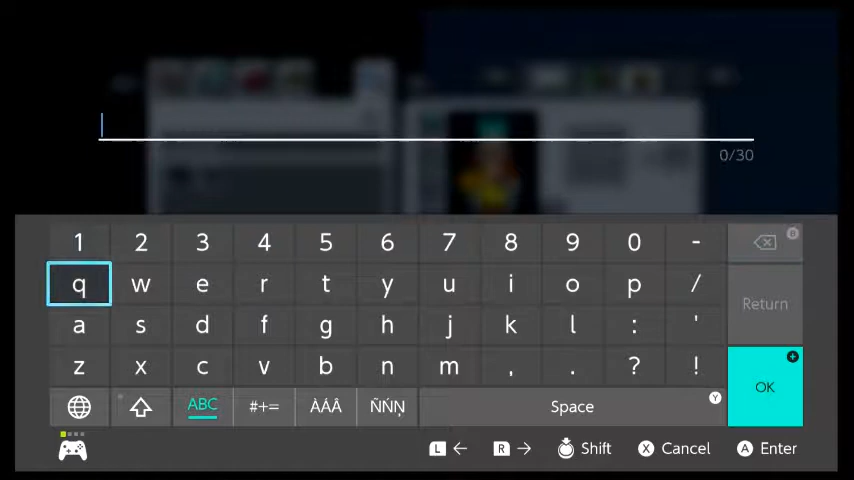 0/30
1 2 3 4 5 6 7 8 9 0 - B
q w e r t y u i o p /
a s d f g h j k l : ' Return
z x c v b n m , . ? ! +
OK
ABC #+= ÀÁÂ ÑŃŅ Space Y
L ← R → Shift X Cancel A Enter